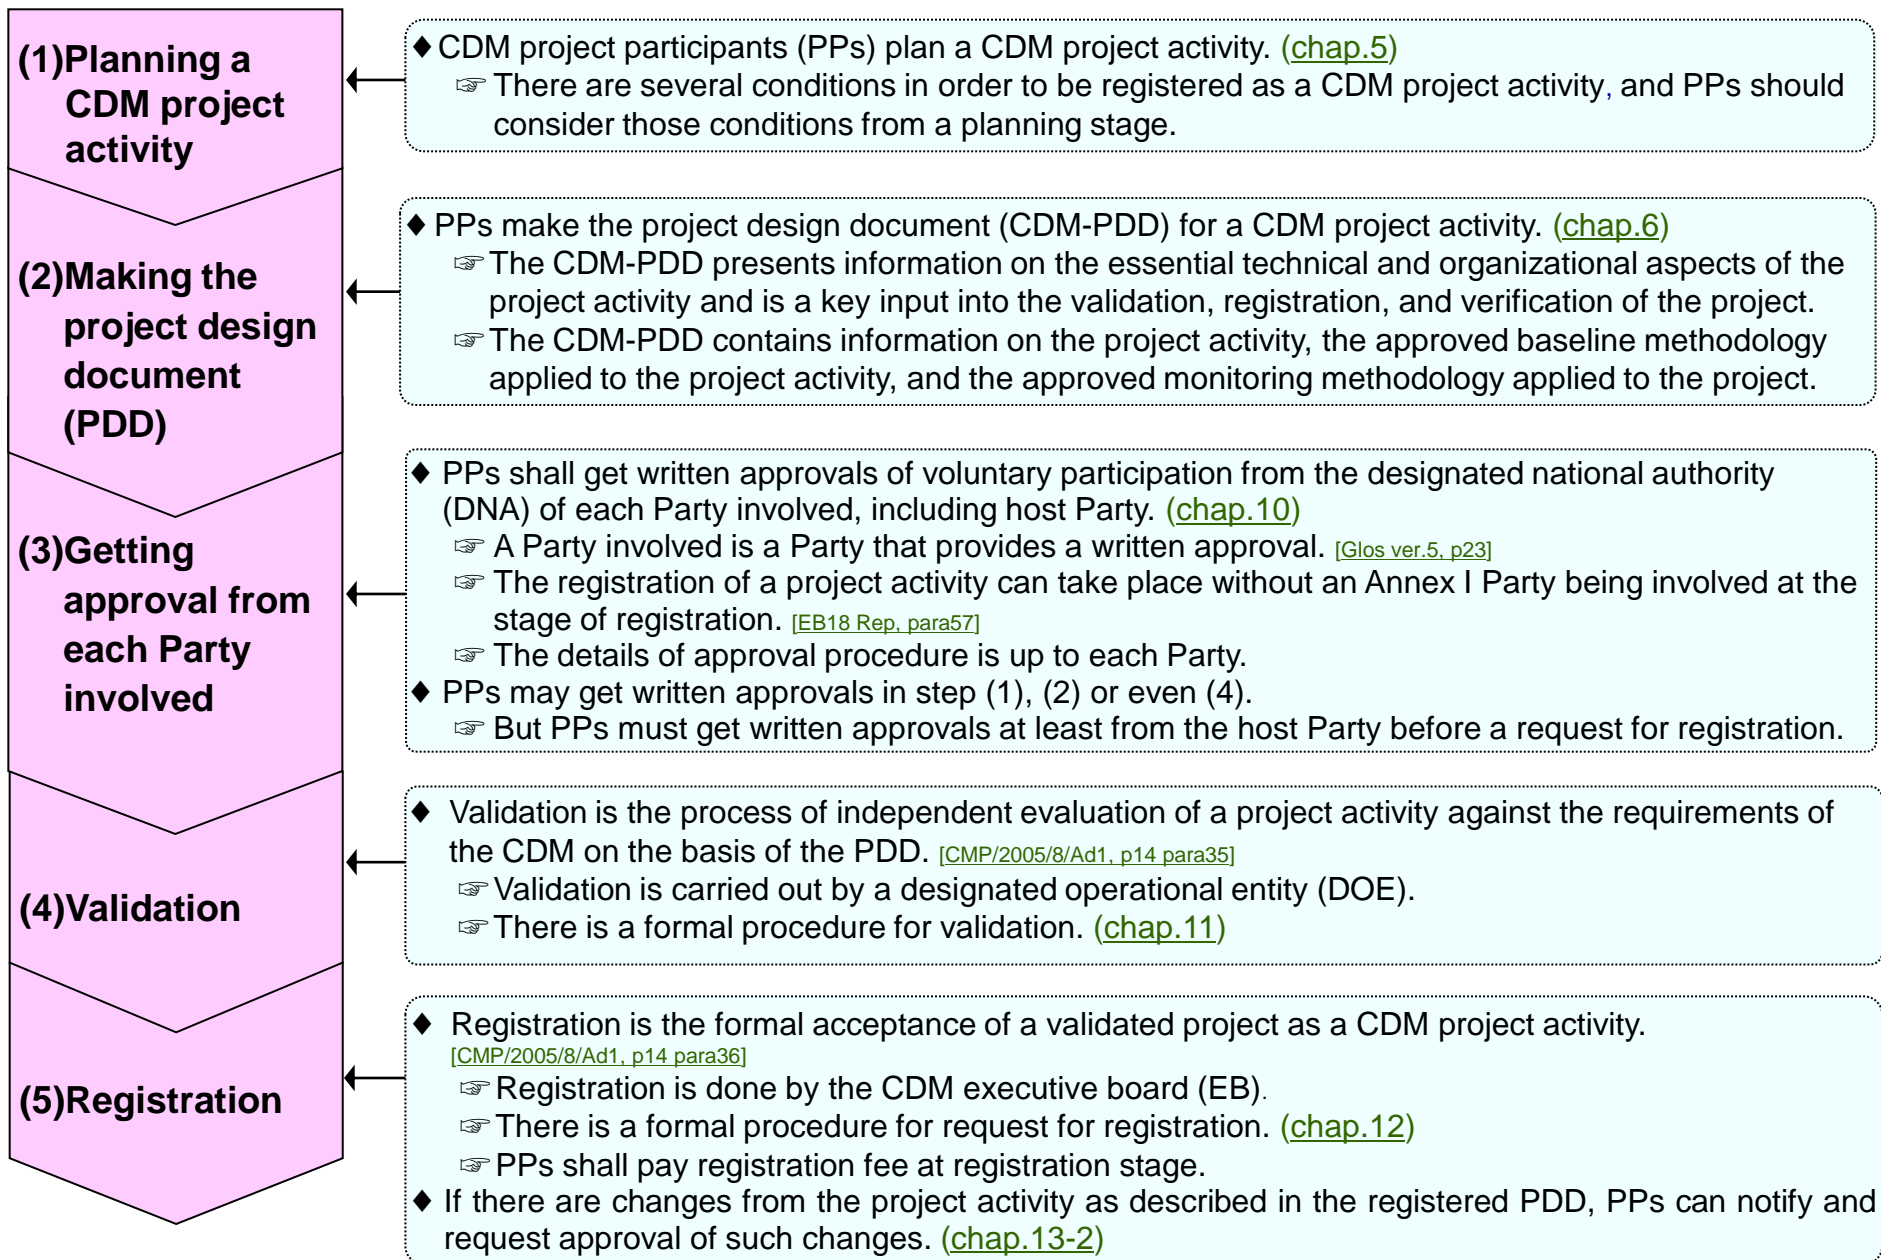 (1)Planning a
CDM project
activity
♦ CDM project participants (PPs) plan a CDM project activity. (chap.5)
☞ There are several conditions in order to be registered as a CDM project activity, and PPs should
consider those conditions from a planning stage.
(2)Making the
project design
document
(PDD)
♦ PPs make the project design document (CDM-PDD) for a CDM project activity. (chap.6)
☞ The CDM-PDD presents information on the essential technical and organizational aspects of the
project activity and is a key input into the validation, registration, and verification of the project.
☞ The CDM-PDD contains information on the project activity, the approved baseline methodology
applied to the project activity, and the approved monitoring methodology applied to the project.
(3)Getting
approval from
each Party
involved
♦ PPs shall get written approvals of voluntary participation from the designated national authority
(DNA) of each Party involved, including host Party. (chap.10)
☞ A Party involved is a Party that provides a written approval. [Glos ver.5, p23]
☞ The registration of a project activity can take place without an Annex I Party being involved at the
stage of registration. [EB18 Rep, para57]
☞ The details of approval procedure is up to each Party.
♦ PPs may get written approvals in step (1), (2) or even (4).
☞ But PPs must get written approvals at least from the host Party before a request for registration.
(4)Validation
♦ Validation is the process of independent evaluation of a project activity against the requirements of
the CDM on the basis of the PDD. [CMP/2005/8/Ad1, p14 para35]
☞ Validation is carried out by a designated operational entity (DOE).
☞ There is a formal procedure for validation. (chap.11)
(5)Registration
♦ Registration is the formal acceptance of a validated project as a CDM project activity.
[CMP/2005/8/Ad1, p14 para36]
☞ Registration is done by the CDM executive board (EB).
☞ There is a formal procedure for request for registration. (chap.12)
☞ PPs shall pay registration fee at registration stage.
♦ If there are changes from the project activity as described in the registered PDD, PPs can notify and
request approval of such changes. (chap.13-2)